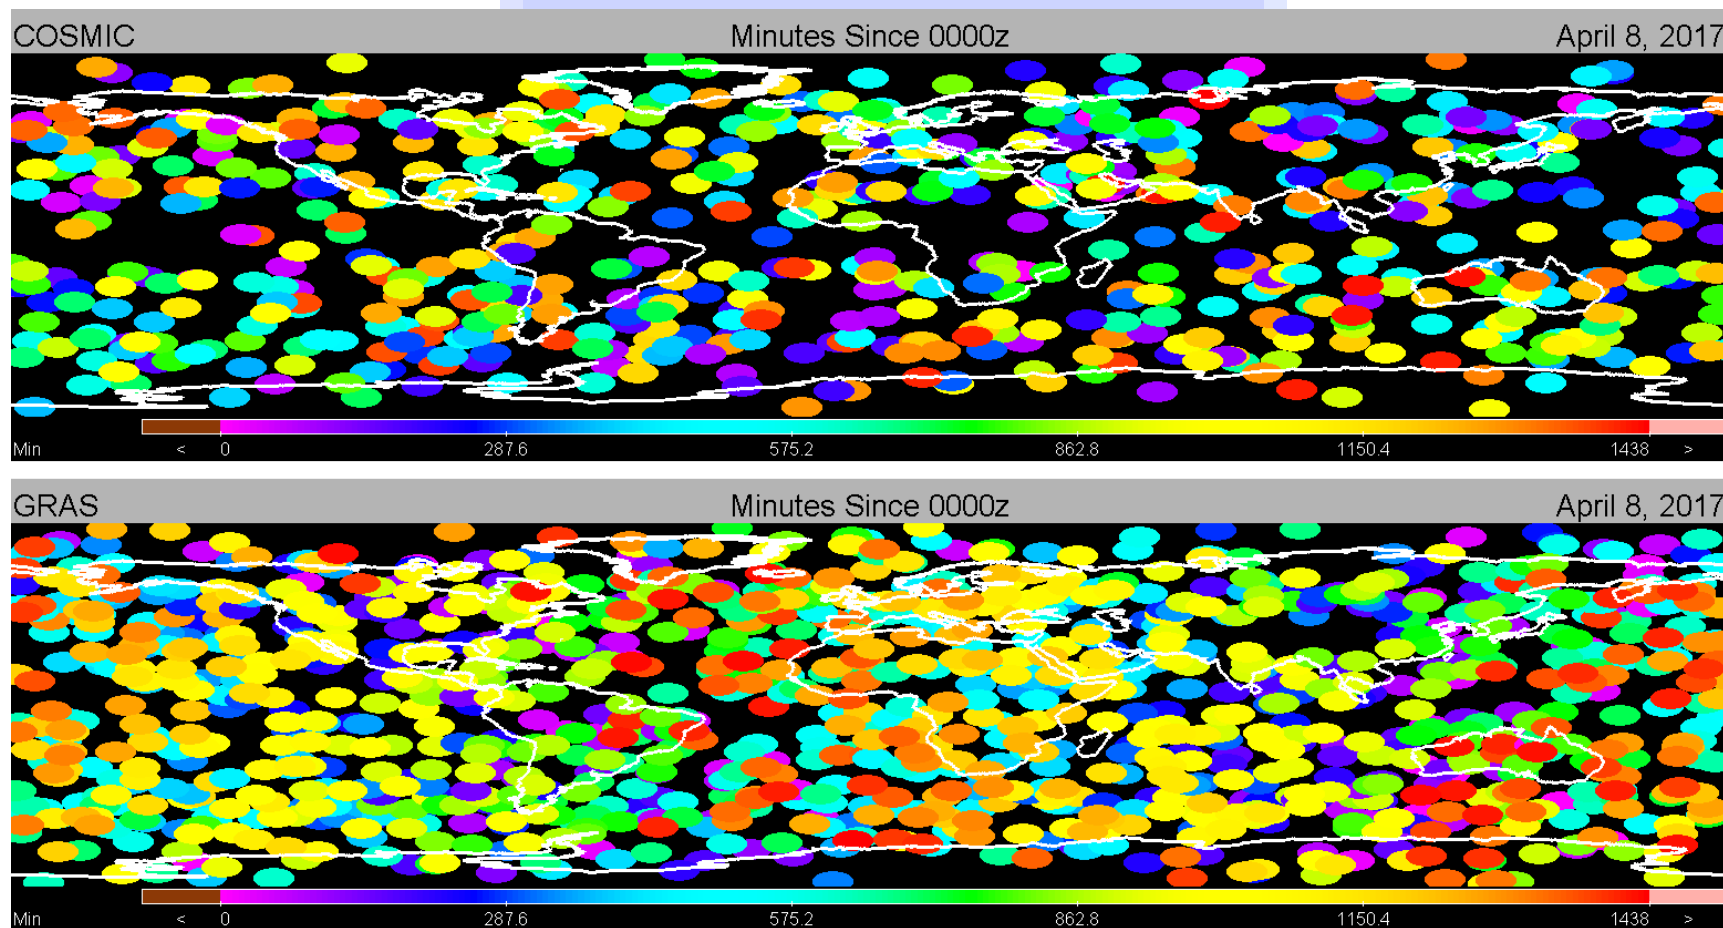 COSMIC Minutes Since 0000z April 8, 2017
Min < 0 287.6 575.2 862.8 1150.4 1438 >
GRAS Minutes Since 0000z April 8, 2017
Min < 0 287.6 575.2 862.8 1150.4 1438 >